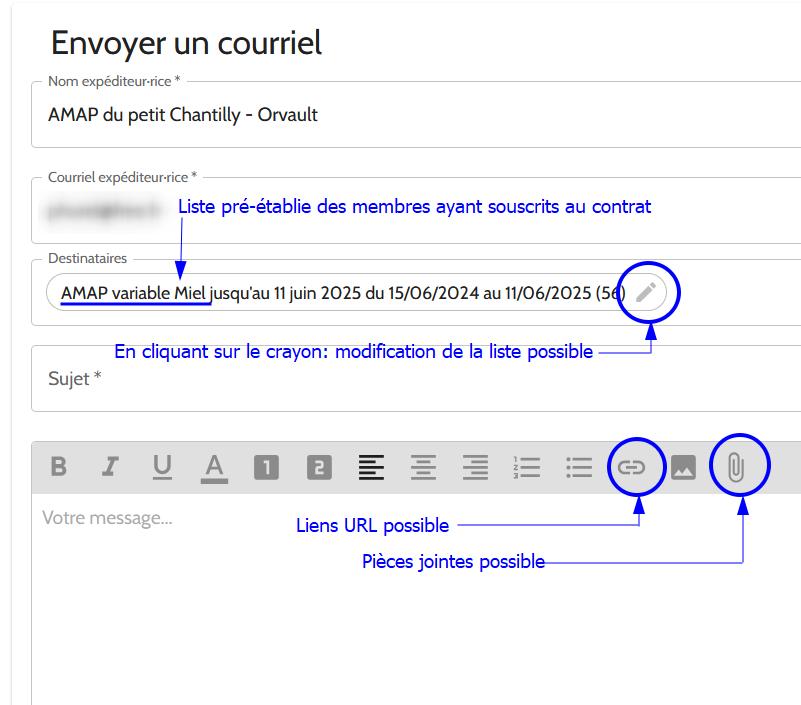 Envoyer un courriel
Nom expéditeur·rice *
AMAP du petit Chantilly - Orvault
Courriel expéditeur·rice *
Liste pré-établie des membres ayant souscrits au contrat
Destinataires
AMAP variable Miel jusqu'au 11 juin 2025 du 15/06/2024 au 11/06/2025 (56)
En cliquant sur le crayon: modification de la liste possible
Sujet *
B I U A 1 2
Votre message...
Liens URL possible
Pièces jointes possible